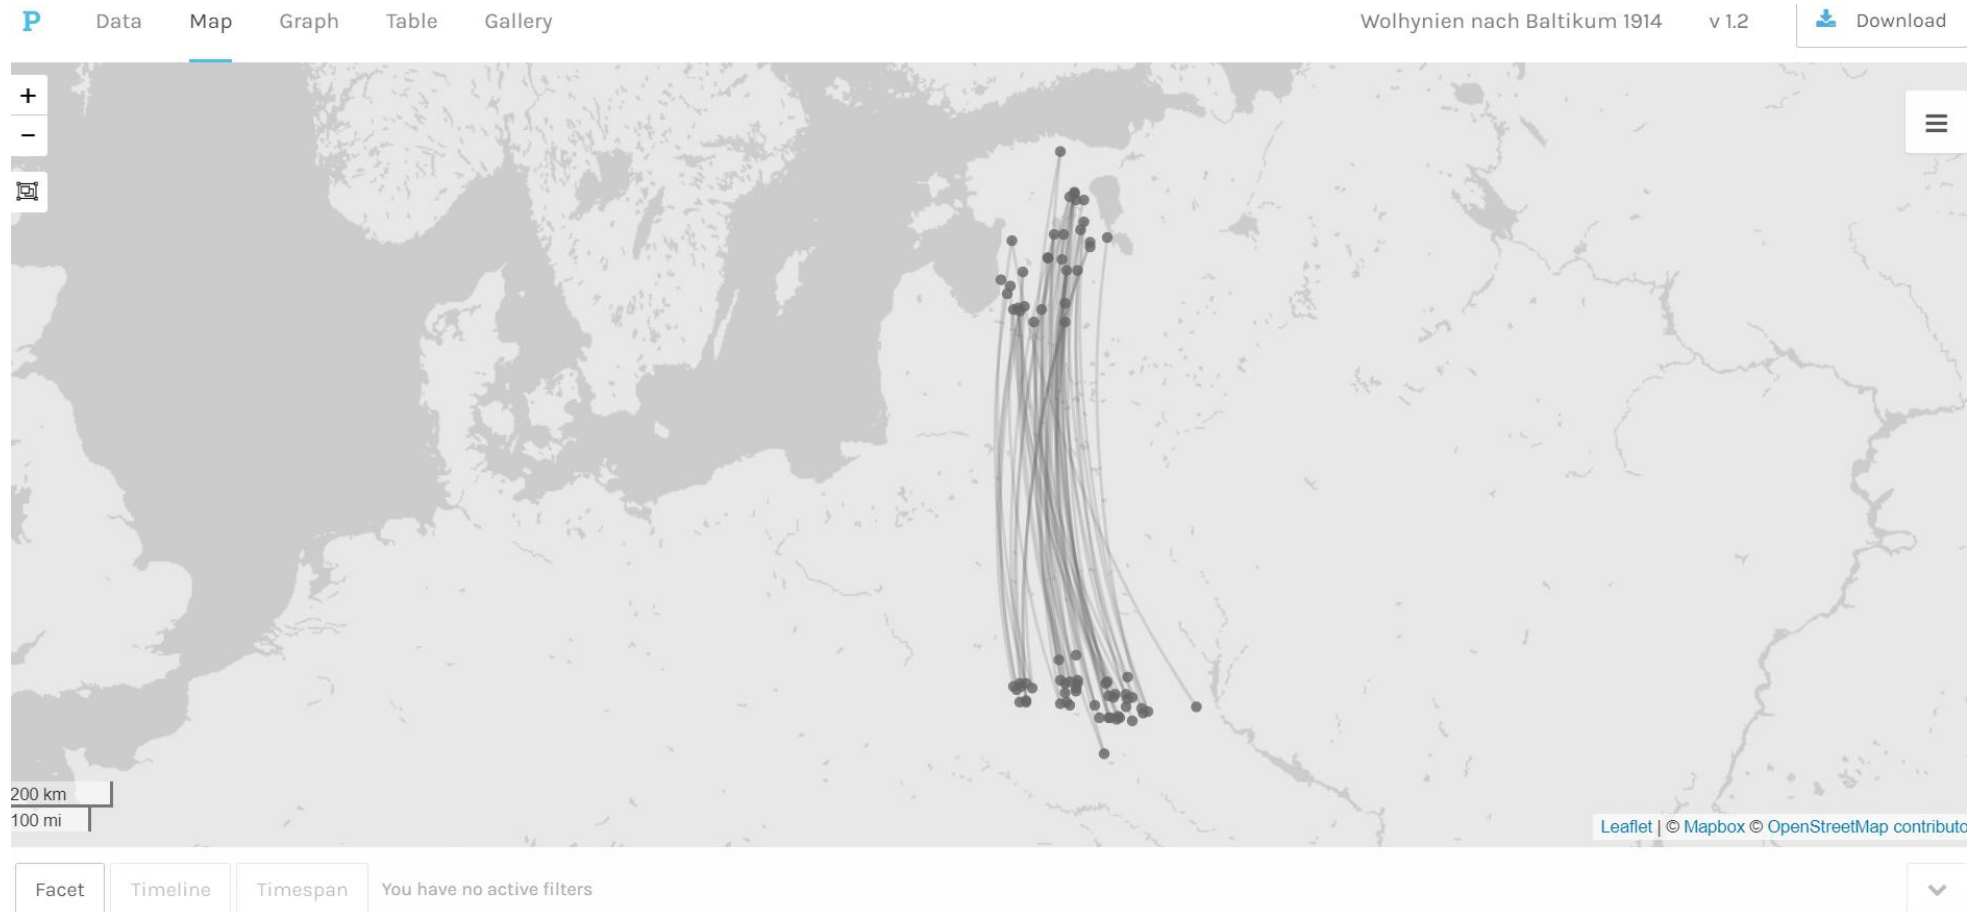 P Data Map Graph Table Gallery Wolhynien nach Baltikum 1914 v 1.2 Download
+
−
200 km
100 mi
Leaflet | © Mapbox © OpenStreetMap contributo
Facet Timeline Timespan You have no active filters